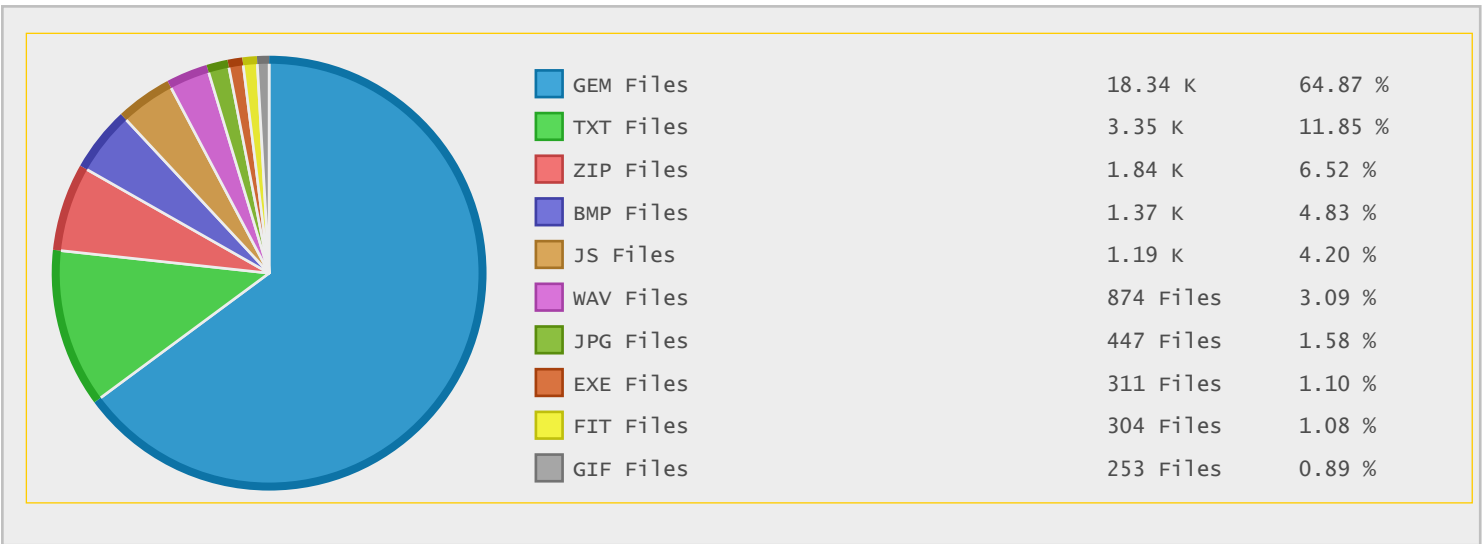 GEM Files 18.34 K 64.87 %
TXT Files 3.35 K 11.85 %
ZIP Files 1.84 K 6.52 %
BMP Files 1.37 K 4.83 %
JS Files 1.19 K 4.20 %
WAV Files 874 Files 3.09 %
JPG Files 447 Files 1.58 %
EXE Files 311 Files 1.10 %
FIT Files 304 Files 1.08 %
GIF Files 253 Files 0.89 %